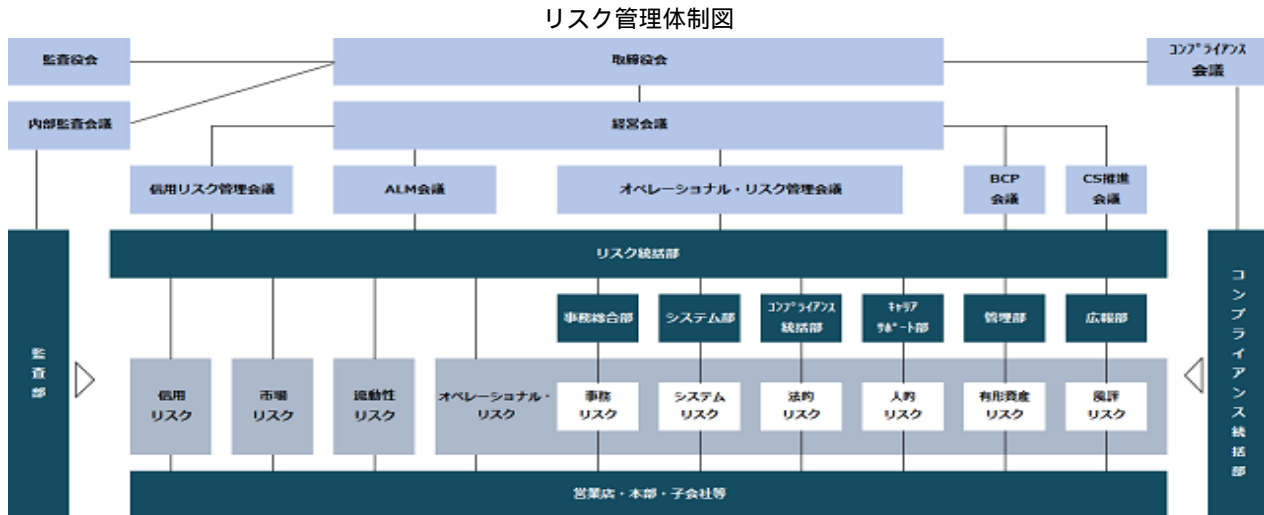 リスク管理体制図
監査役会
取締役会
コンプライアンス
会議
内部監査会議
経営会議
信用リスク管理会議
ALM会議
オペレーショナル・リスク管理会議
BCP
会議
CS推進
会議
リスク統括部
事務総合部
システム部
コンプライアンス
統括部
キャリア
サポート部
管理部
広報部
監査部
コンプライアンス統括部
信用
リスク
市場
リスク
流動性
リスク
オペレーショナル・
リスク
事務
リスク
システム
リスク
法的
リスク
人的
リスク
有形資産
リスク
風評
リスク
営業店・本部・子会社等